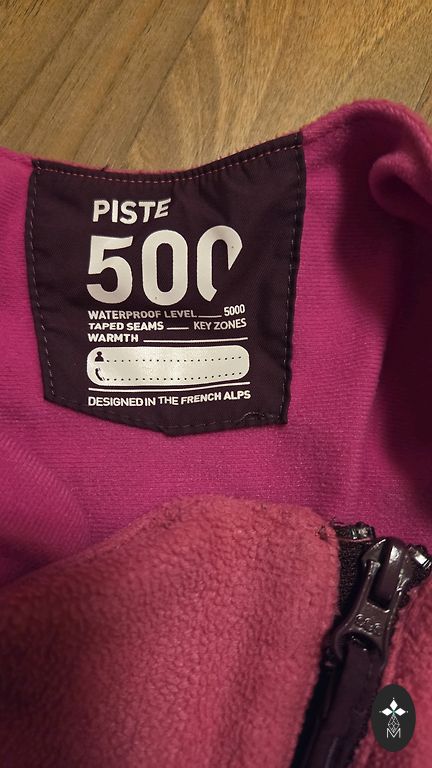 PISTE
500
WATERPROOF LEVEL 5000
TAPED SEAMS KEY ZONES
WARMTH
DESIGNED IN THE FRENCH ALPS